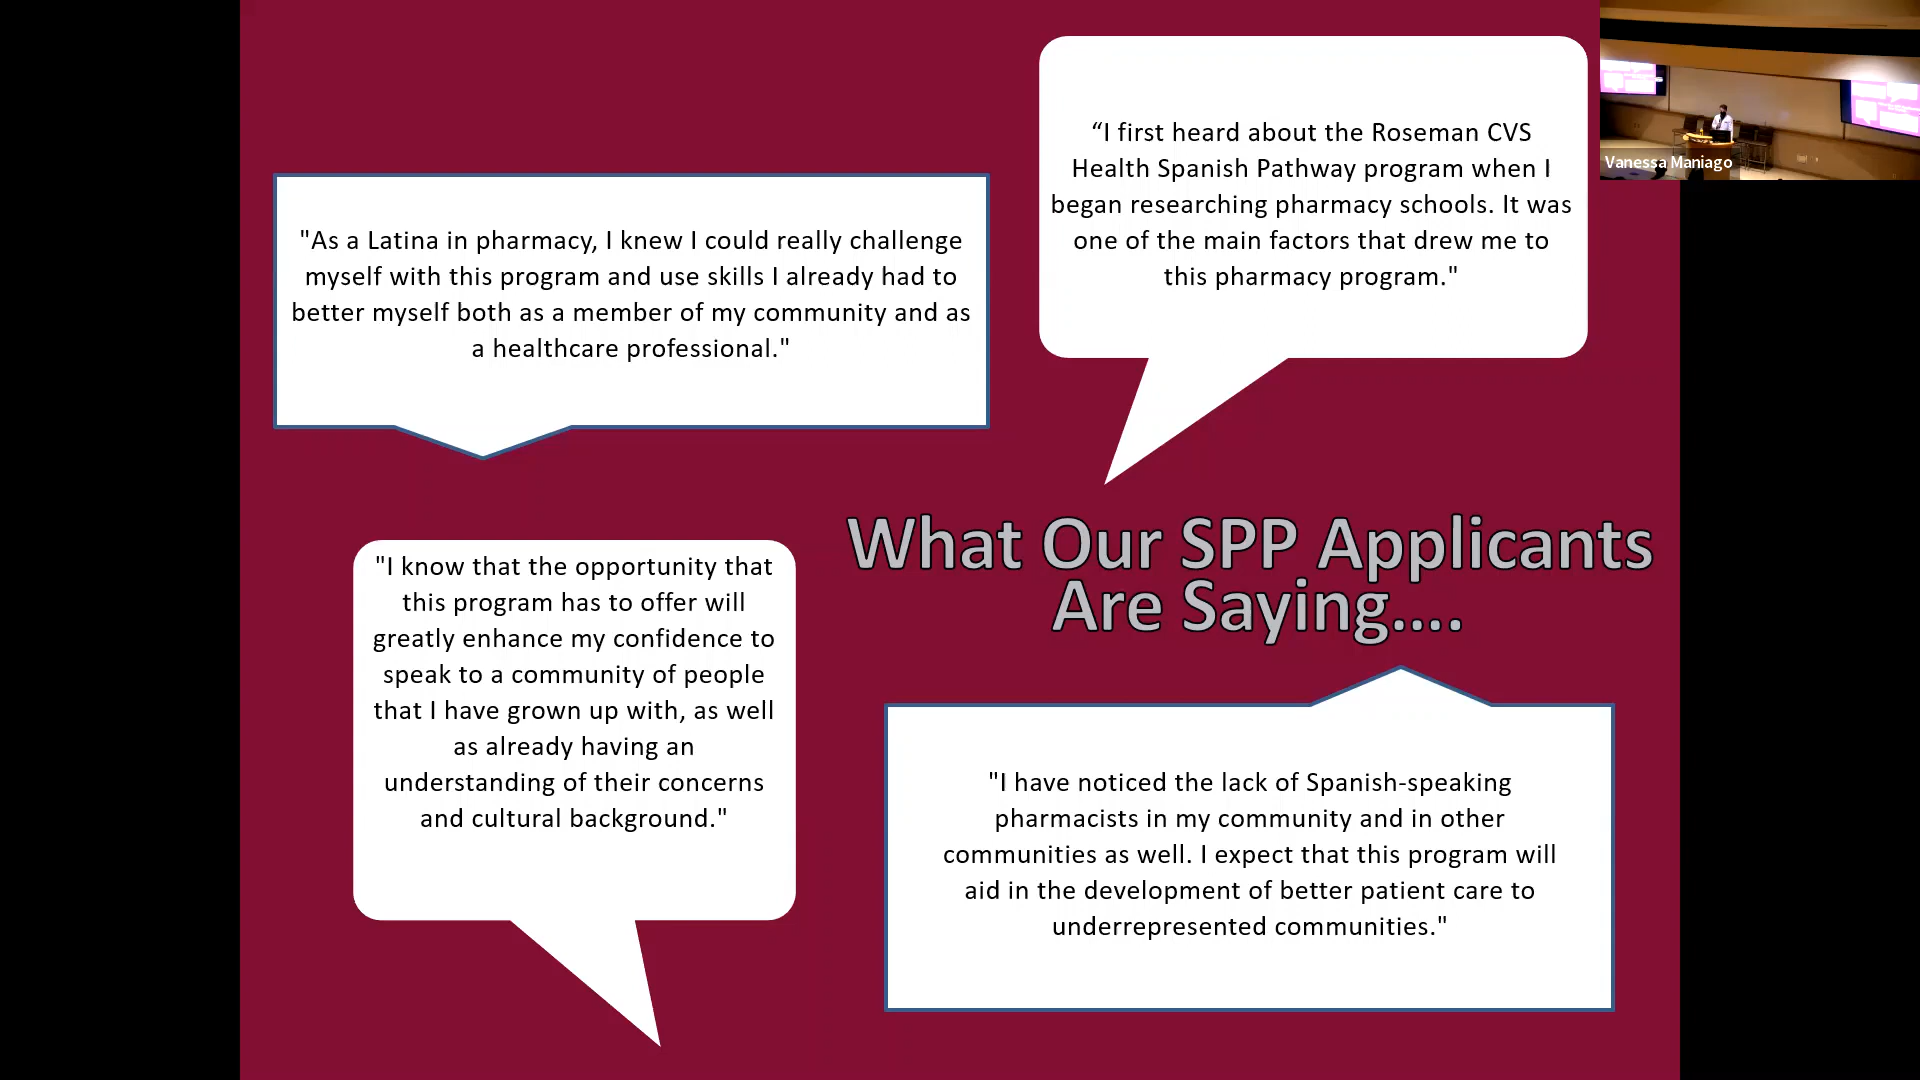 "As a Latina in pharmacy, I knew I could really challenge
myself with this program and use skills I already had to
better myself both as a member of my community and as
a healthcare professional."
“I first heard about the Roseman CVS
Health Spanish Pathway program when I
began researching pharmacy schools. It was
one of the main factors that drew me to
this pharmacy program."
Vanessa Maniago
What Our SPP Applicants
Are Saying....
"I know that the opportunity that
this program has to offer will
greatly enhance my confidence to
speak to a community of people
that I have grown up with, as well
as already having an
understanding of their concerns
and cultural background."
"I have noticed the lack of Spanish-speaking
pharmacists in my community and in other
communities as well. I expect that this program will
aid in the development of better patient care to
underrepresented communities."